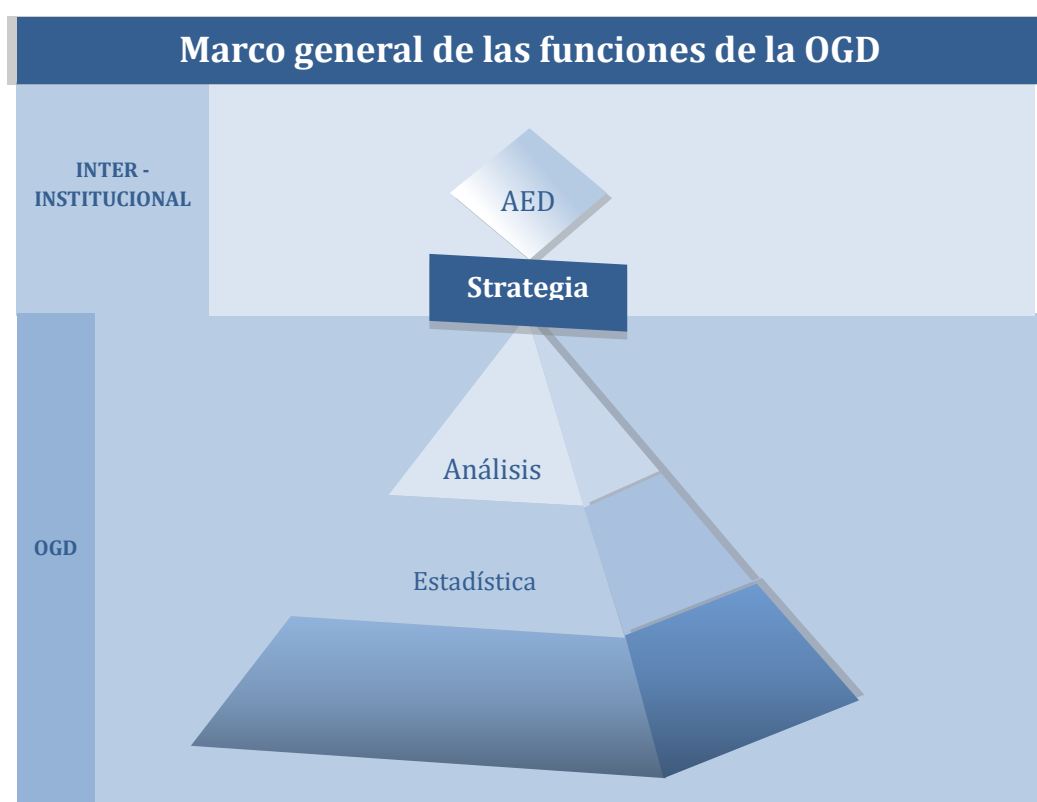 Marco general de las funciones de la OGD
INTER -
INSTITUCIONAL
AED
Strategia
Análisis
OGD
Estadística